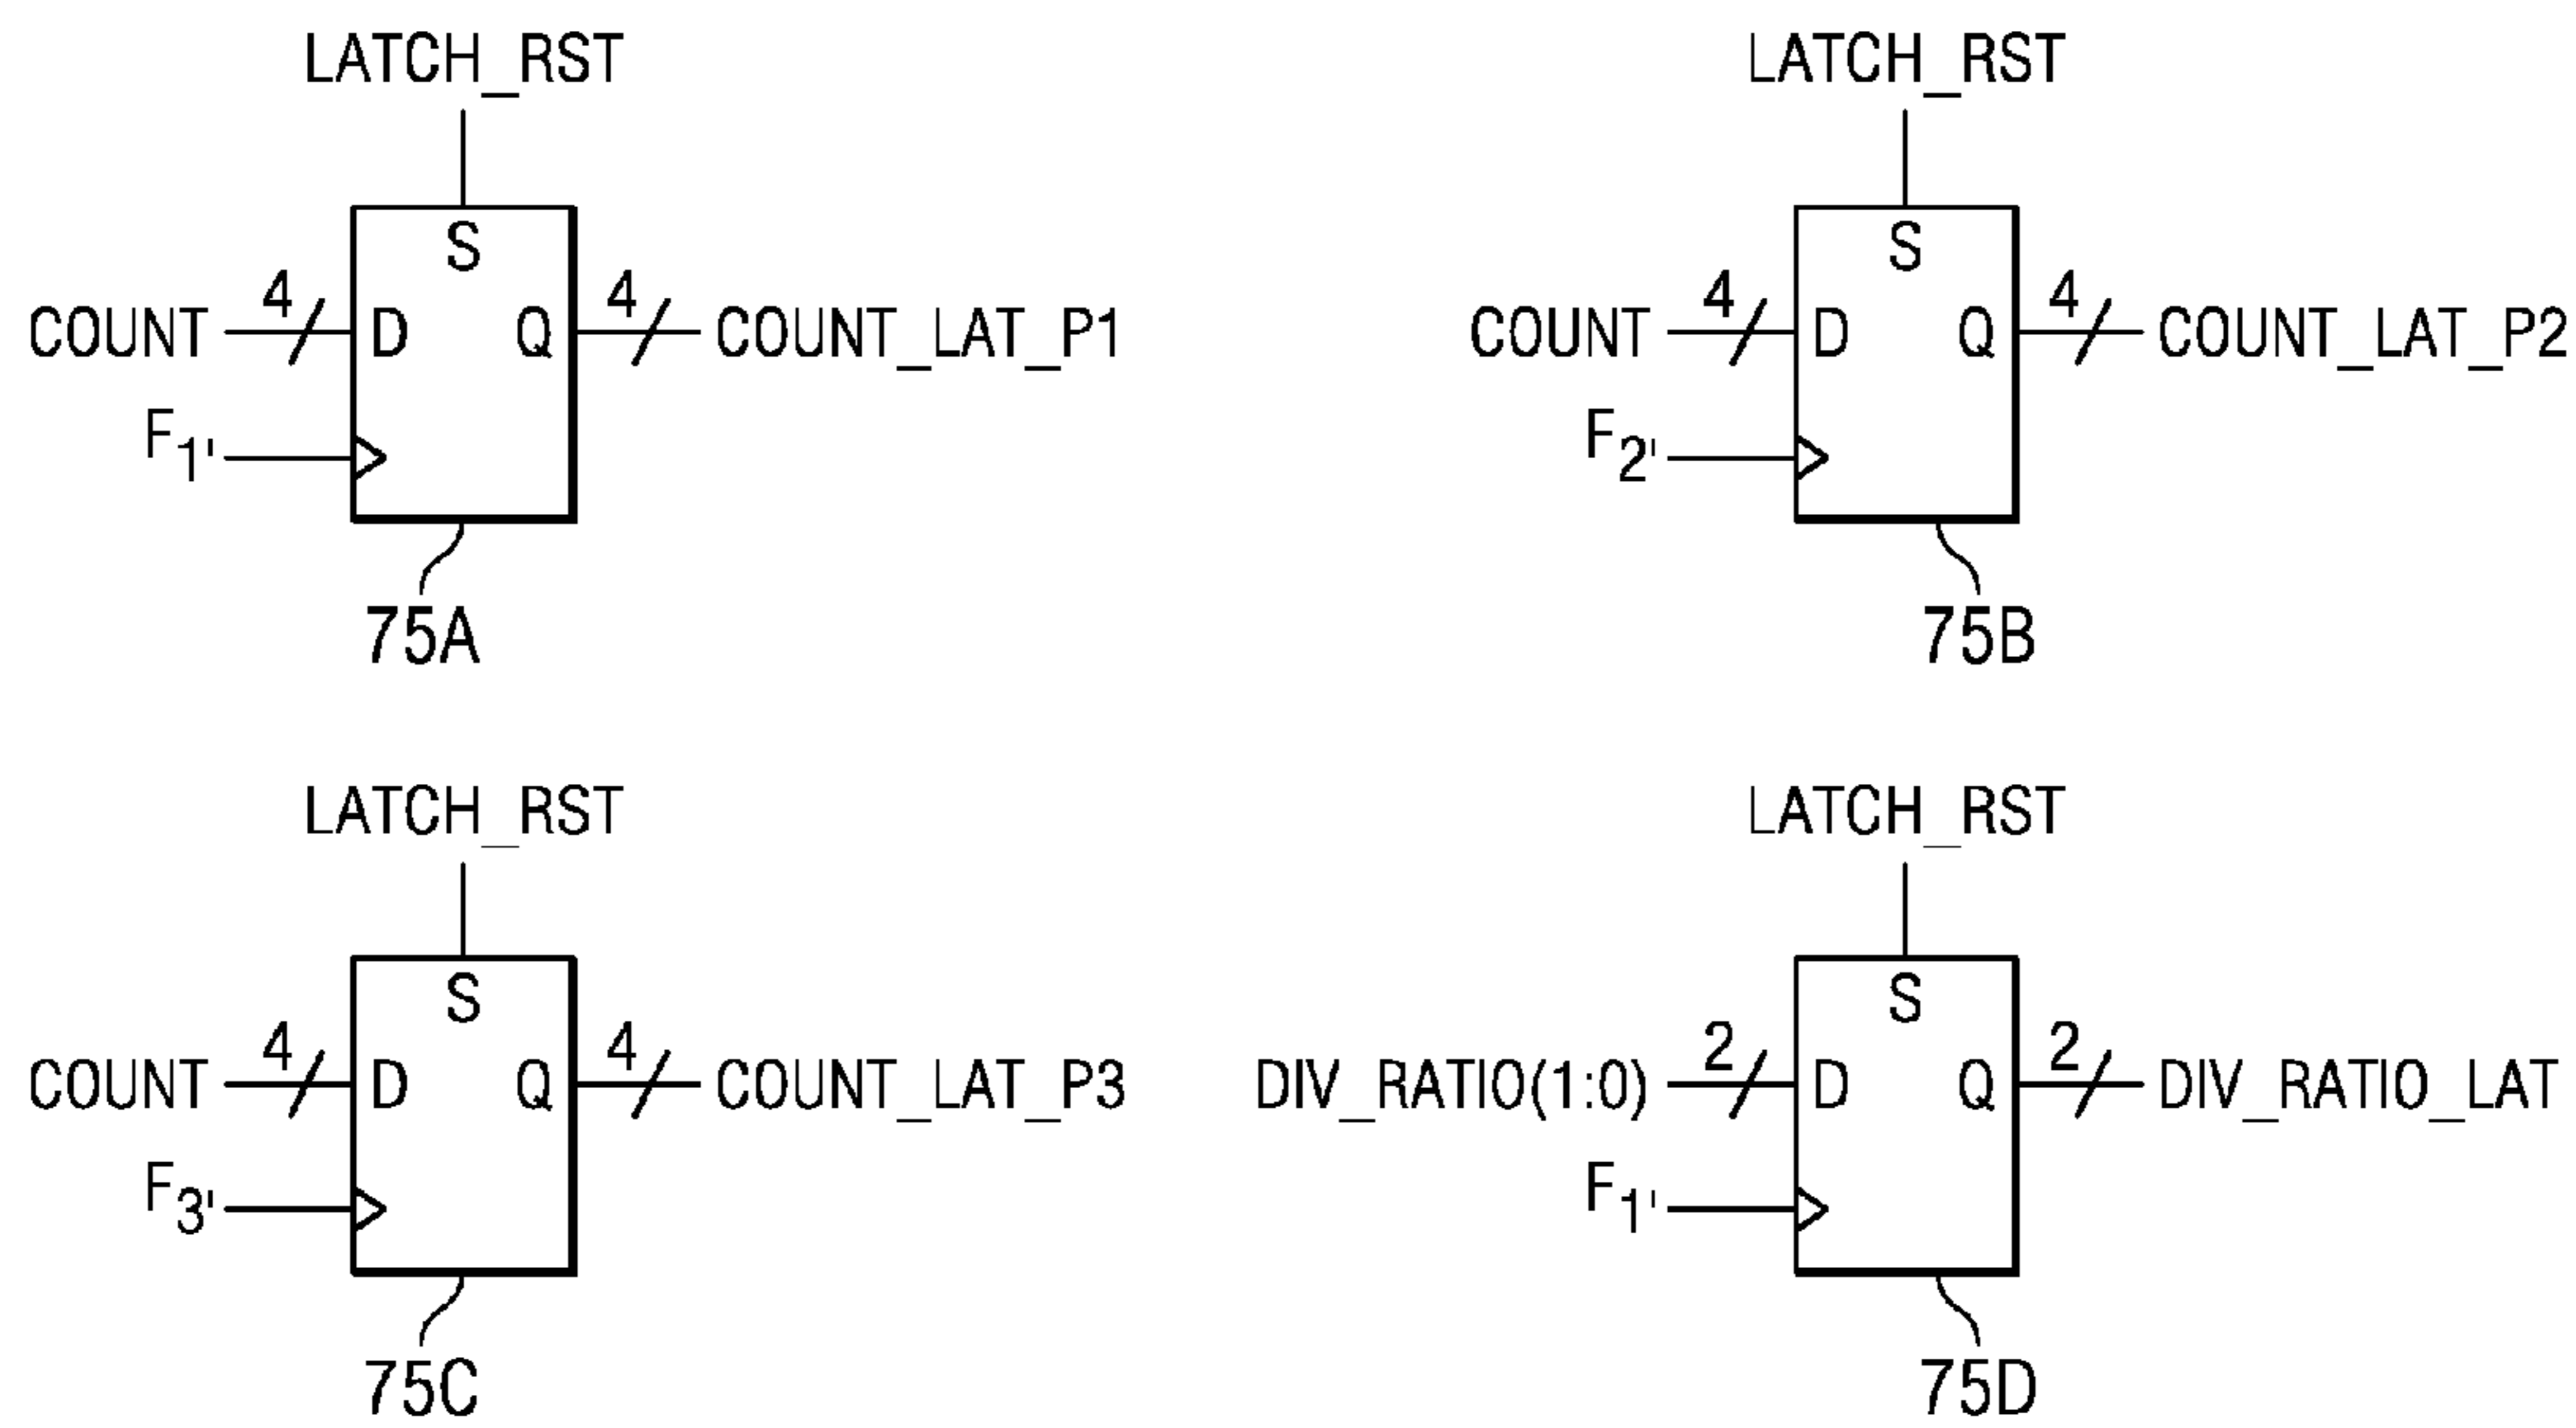 LATCH_RST
S
COUNT 4 D Q 4 COUNT_LAT_P1
F1'
75A
LATCH_RST
S
COUNT 4 D Q 4 COUNT_LAT_P2
F2'
75B
LATCH_RST
S
COUNT 4 D Q 4 COUNT_LAT_P3
F3'
75C
LATCH_RST
S
DIV_RATIO(1:0) 2 D Q 2 DIV_RATIO_LAT
F1'
75D